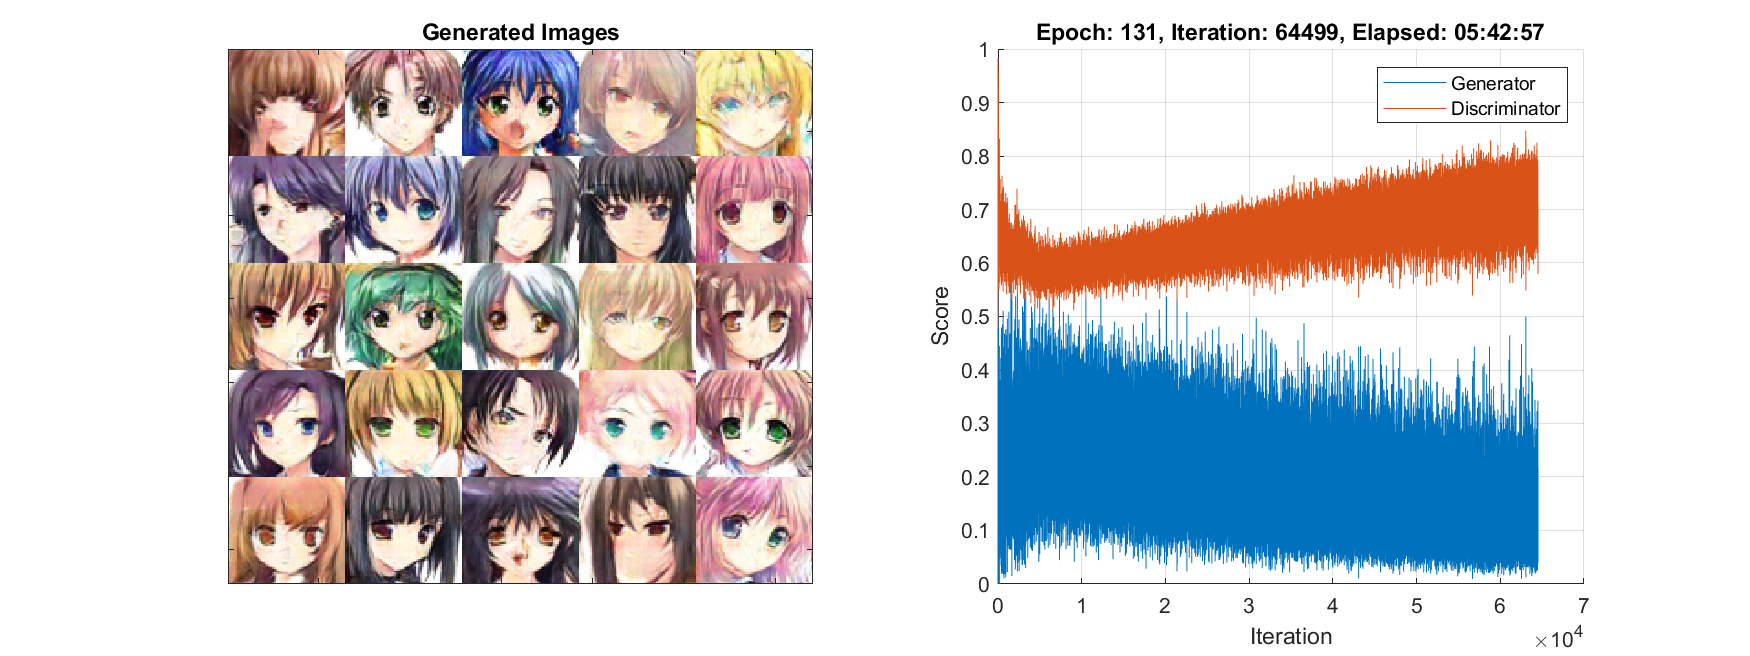 Generated Images
Epoch: 131, Iteration: 64499, Elapsed: 05:42:57
Generator
Discriminator
1
0.9
0.8
0.7
0.6
0.5
0.4
0.3
0.2
0.1
0
Score
0 1 2 3 4 5 6 7
Iteration
×10⁴